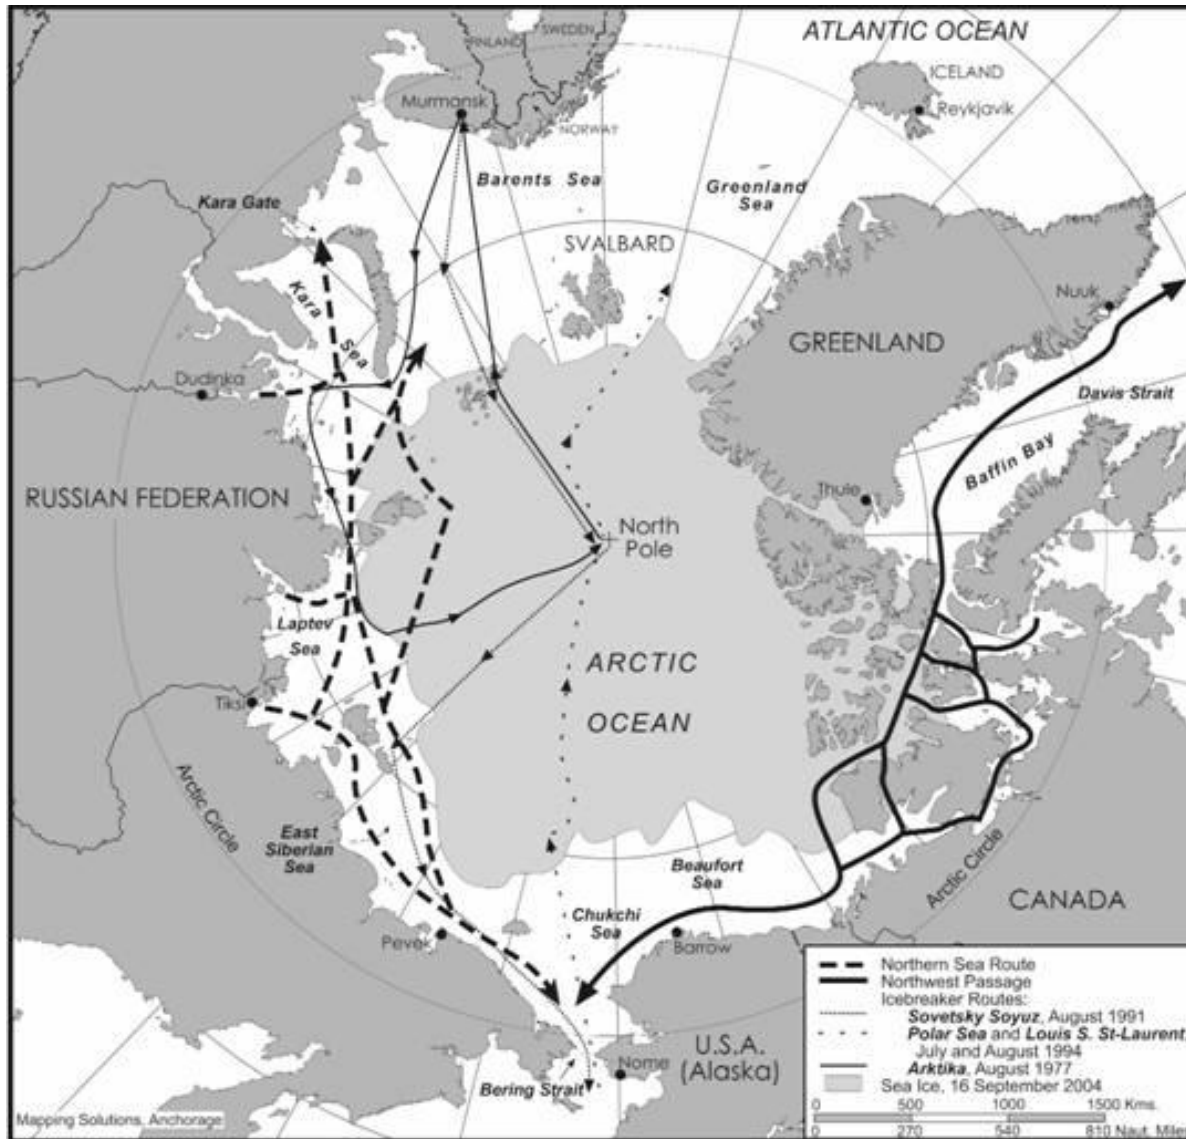 ATLANTIC OCEAN
SWEDEN
FINLAND
ICELAND
Murmansk
Reykjavik
NORWAY
Barents Sea
Greenland
Sea
Kara Gate
SVALBARD
Kara
Sea
Nuuk
GREENLAND
Dudinka
Davis Strait
Baffin Bay
RUSSIAN FEDERATION
Thule
North
Pole
Laptev
Sea
ARCTIC
OCEAN
Tiksi
Arctic Circle
East
Siberian
Sea
Beaufort
Sea
Arctic Circle
CANADA
Chukchi
Sea
Pevek
Barrow
U.S.A.
(Alaska)
Nome
Bering Strait
Northern Sea Route
Northwest Passage
Icebreaker Routes:
Sovetsky Soyuz, August 1991
Polar Sea and Louis S. St-Laurent,
July and August 1994
Arktika, August 1977
Sea Ice, 16 September 2004
0 500 1000 1500 Kms.
0 270 540 810 Naut. Miles
Mapping Solutions, Anchorage